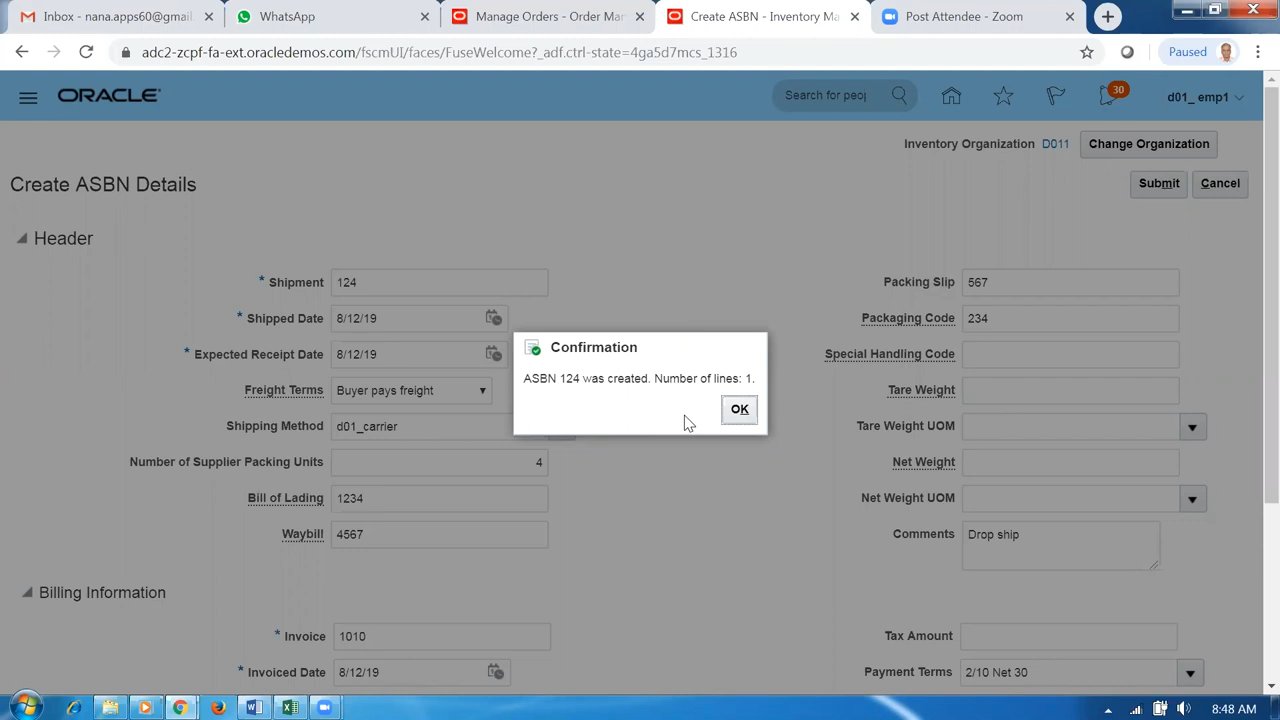 Inbox - nana.apps60@gmail
WhatsApp
Manage Orders - Order Man
Create ASBN - Inventory Ma
Post Attendee - Zoom
adc2-zcpf-fa-ext.oracledemos.com/fscmUI/faces/FuseWelcome?_adf.ctrl-state=4ga5d7mcs_1316
Paused
ORACLE
Search for peop
30
d01_ emp1
Inventory Organization D011 Change Organization
Create ASBN Details
Submit Cancel
Header
* Shipment 124
Packing Slip 567
* Shipped Date 8/12/19
Packaging Code 234
* Expected Receipt Date 8/12/19
Special Handling Code
Freight Terms Buyer pays freight
Tare Weight
Shipping Method d01_carrier
Tare Weight UOM
Number of Supplier Packing Units 4
Net Weight
Bill of Lading 1234
Net Weight UOM
Waybill 4567
Comments Drop ship
Confirmation
ASBN 124 was created. Number of lines: 1.
OK
Billing Information
* Invoice 1010
Tax Amount
* Invoiced Date 8/12/19
Payment Terms 2/10 Net 30
8:48 AM